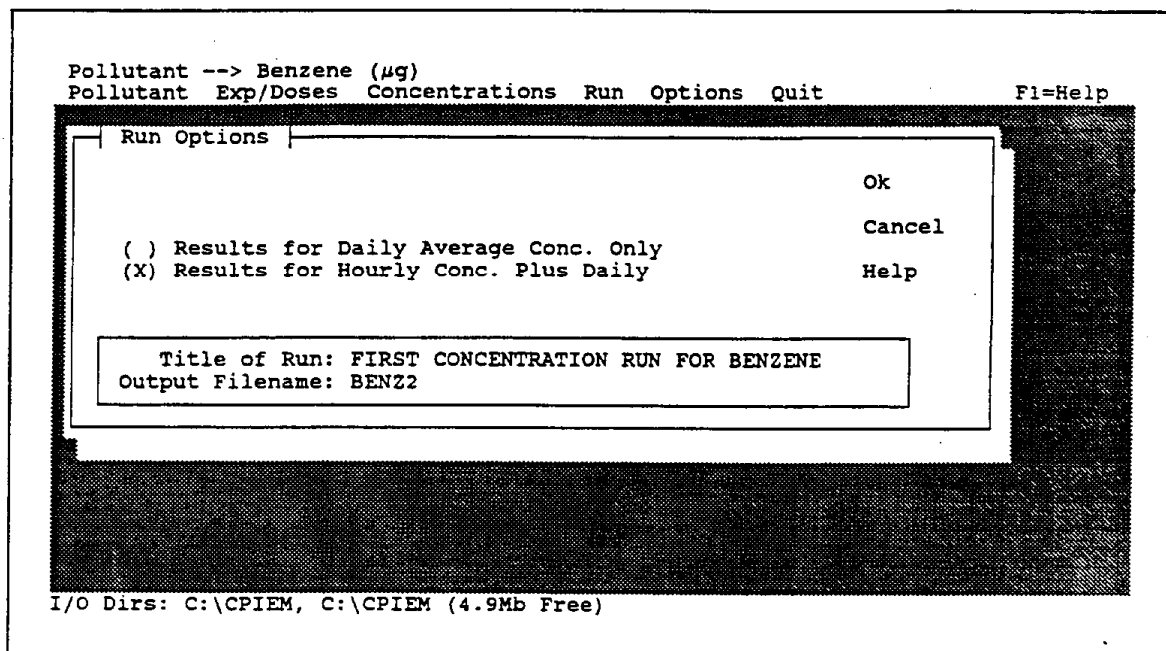 Pollutant --> Benzene (µg)
Pollutant Exp/Doses Concentrations Run Options Quit F1=Help
Run Options
Ok
Cancel
( ) Results for Daily Average Conc. Only
(X) Results for Hourly Conc. Plus Daily
Help
Title of Run: FIRST CONCENTRATION RUN FOR BENZENE
Output Filename: BENZ2
I/O Dirs: C:\CPIEM, C:\CPIEM (4.9Mb Free)